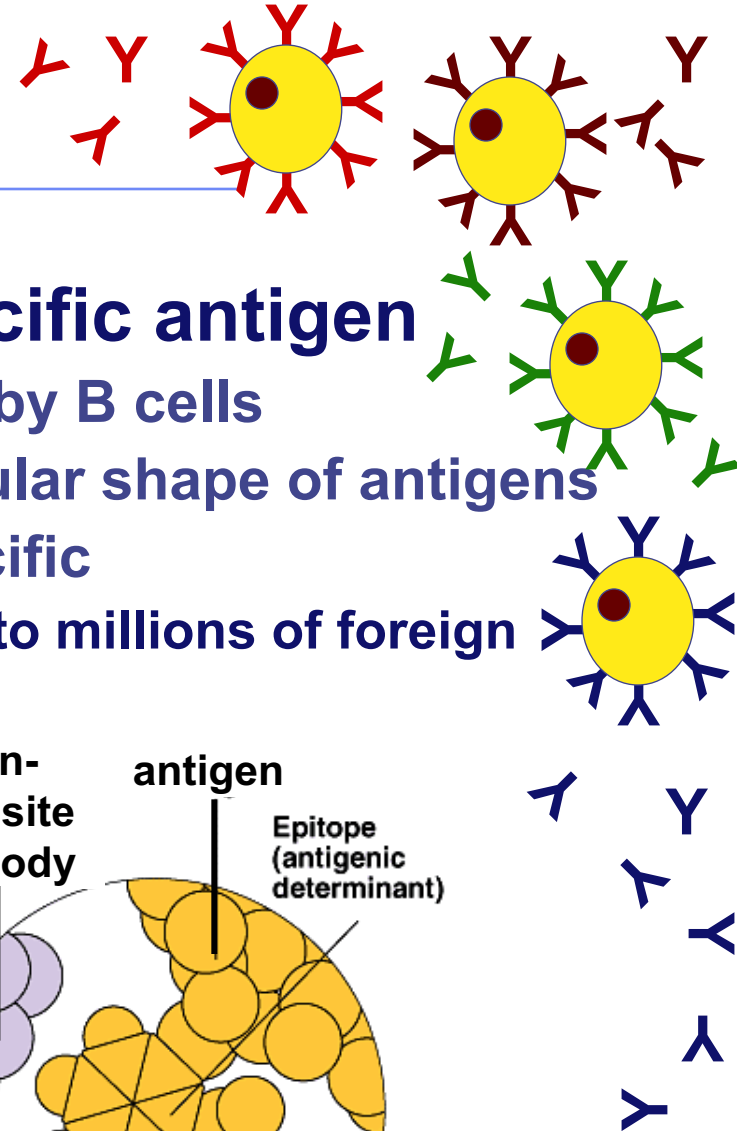 cific antigen
by B cells
ular shape of antigens
cific
to millions of foreign
n-
site
ody
antigen
Epitope
(antigenic
determinant)